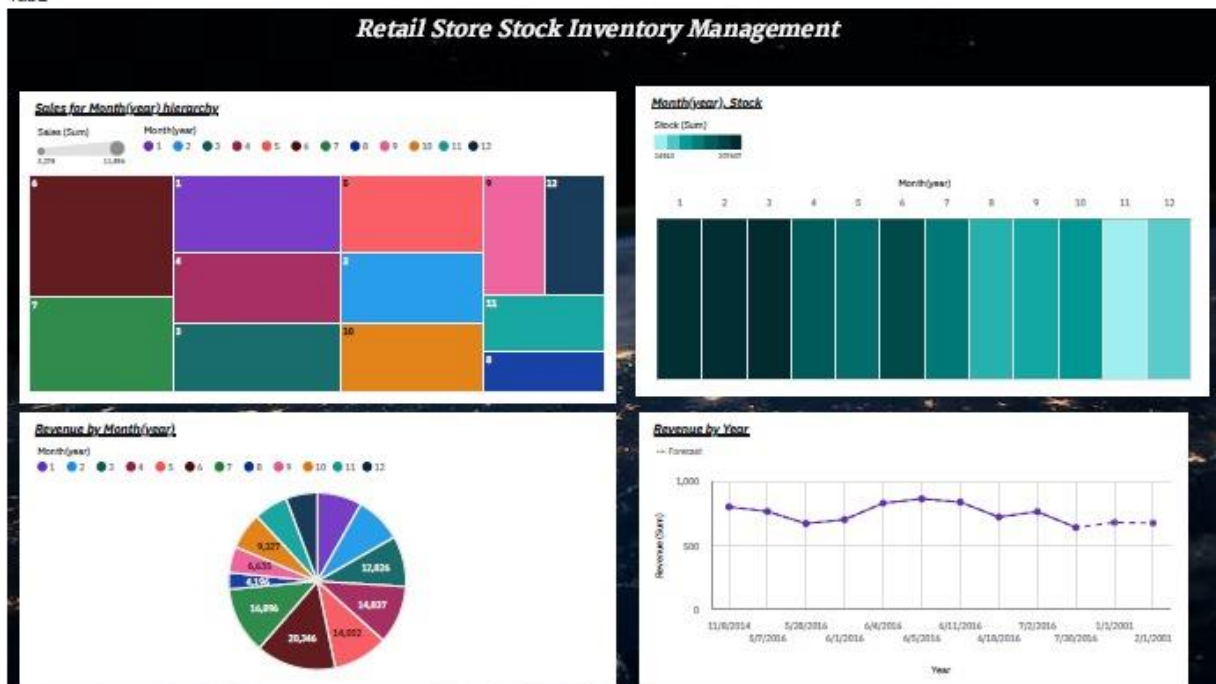 Retail Store Stock Inventory Management
Sales for Month(year) hierarchy
Sales (Sum)
Month(year)
1 2 3 4 5 6 7 8 9 10 11 12
6
1
5
9
12
4
2
7
11
3
10
8
Month(year), Stock
Stock (Sum)
Month(year)
1 2 3 4 5 6 7 8 9 10 11 12
Revenue by Month(year)
Month(year)
1 2 3 4 5 6 7 8 9 10 11 12
9,327
6,635
4,196
16,896
20,346
14,837
12,826
Revenue by Year
Forecast
1,000
500
0
Revenue (Sum)
11/8/2014 5/28/2016 6/4/2016 6/11/2016 7/2/2016 1/1/2001
5/7/2016 6/1/2016 6/5/2016 6/18/2016 7/30/2016 2/1/2001
Year